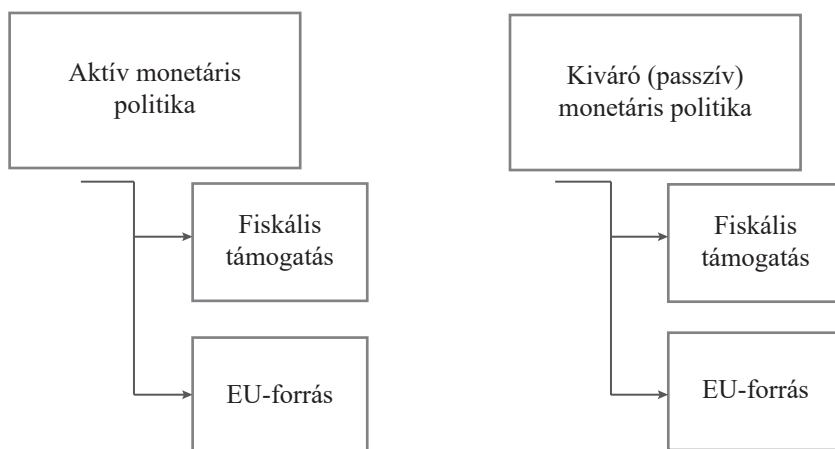 Aktív monetáris
politika
Kiváró (passzív)
monetáris politika
Fiskális
támogatás
Fiskális
támogatás
EU-forrás
EU-forrás